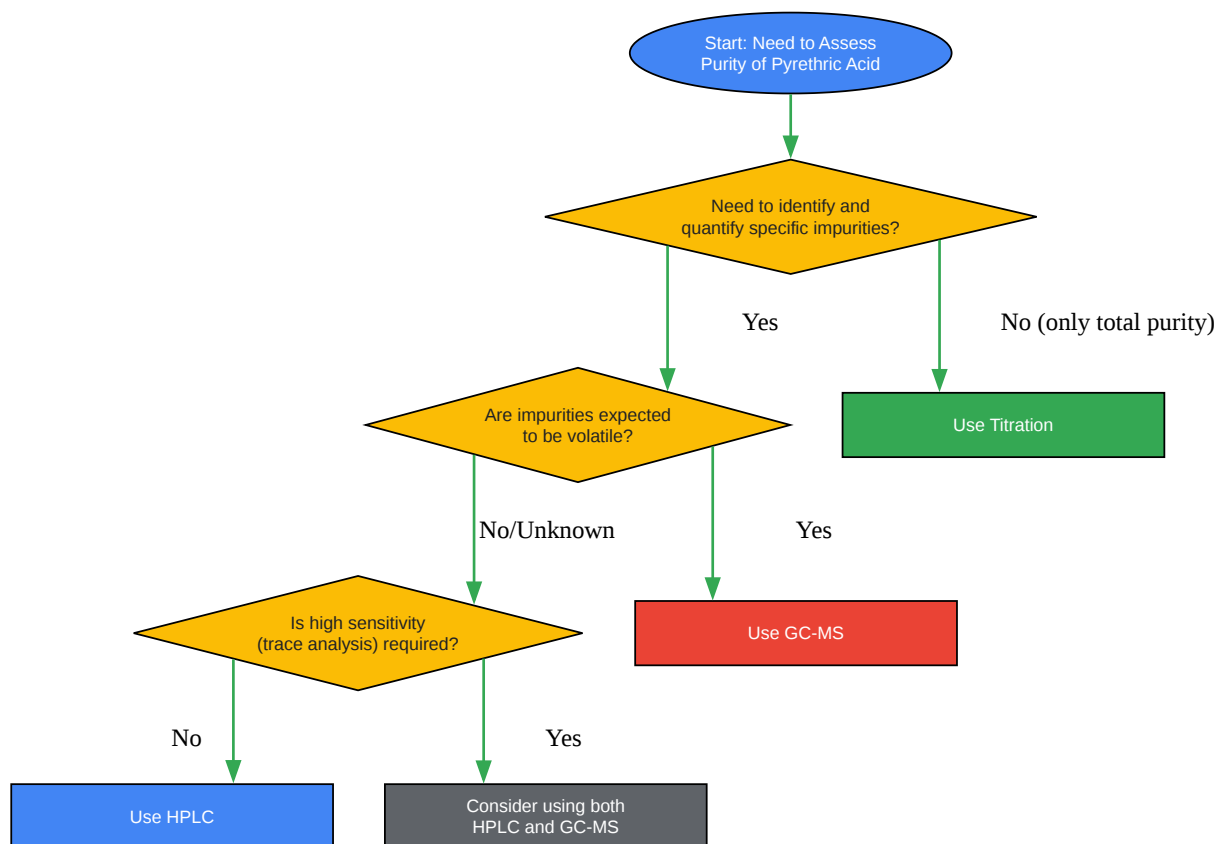 Start: Need to Assess
Purity of Pyrethric Acid
Need to identify and
quantify specific impurities?
Yes
No (only total purity)
Are impurities expected
to be volatile?
Use Titration
No/Unknown
Yes
Is high sensitivity
(trace analysis) required?
Use GC-MS
No
Yes
Use HPLC
Consider using both
HPLC and GC-MS